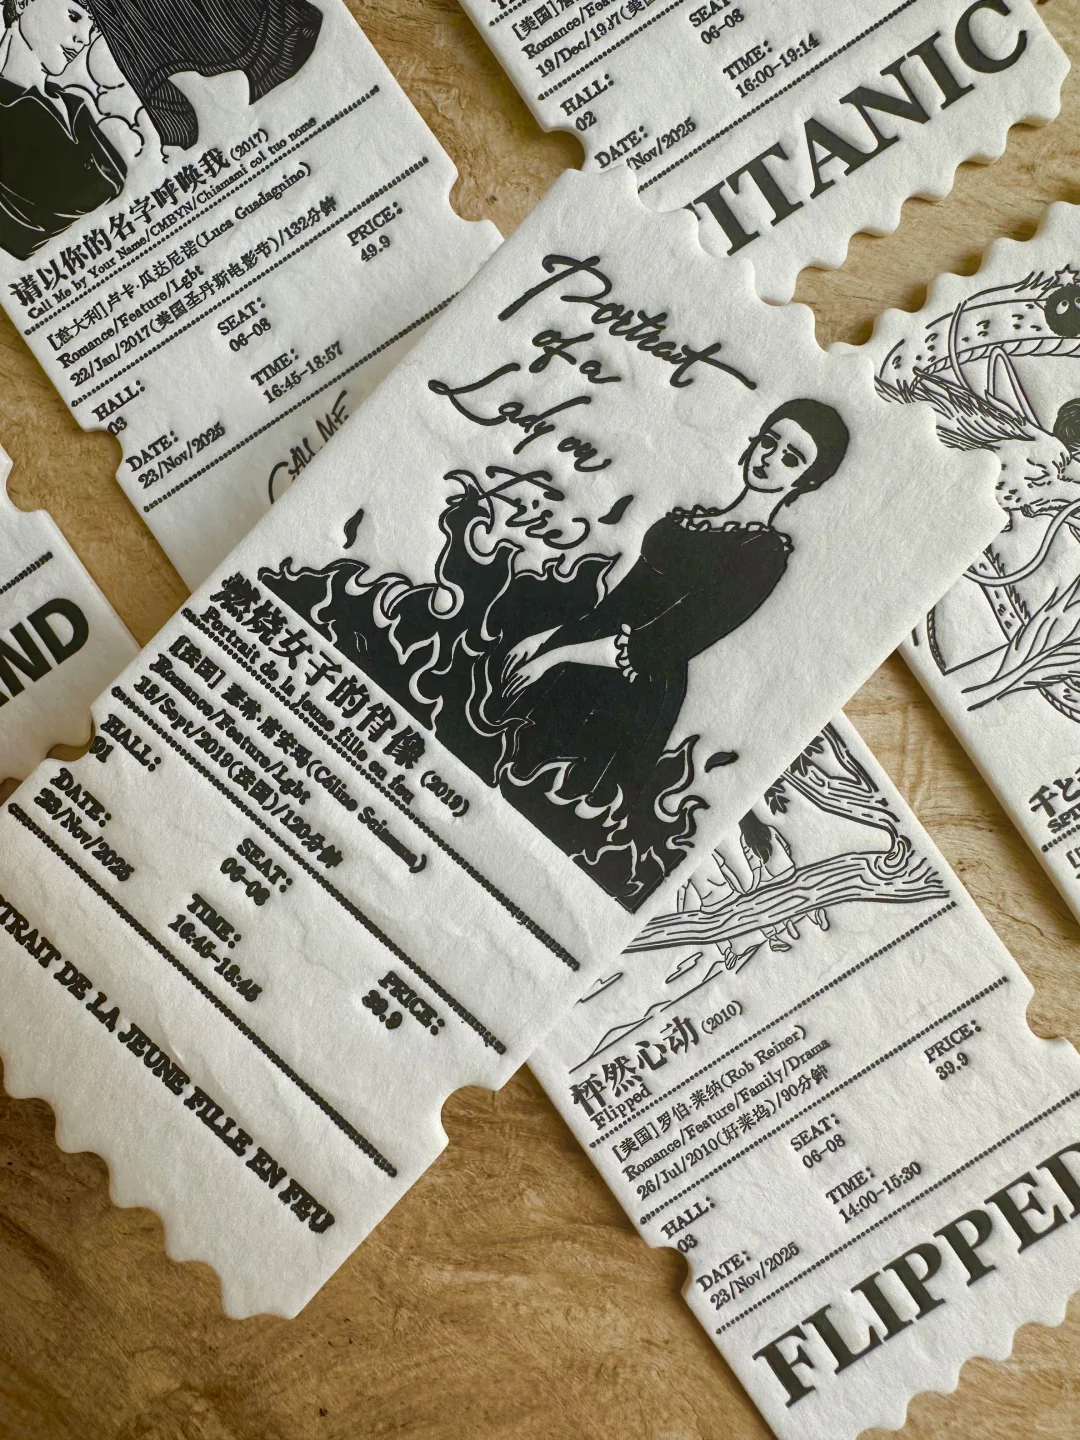 请以你的名字呼唤我 (2017)
Call Me by Your Name/CMBYN/Chiamami col tuo nome
[意大利]卢卡·瓜达尼诺(Luca Guadagnino)
Romance/Feature/Lgbt
22/Jan/2017(美国圣丹斯电影节)/132分钟
HALL:
03
SEAT:
06-08
PRICE:
49.9
DATE:
23/Nov/2025
TIME:
16:45-18:57
CALL ME
[美国]
Romance/Feature/
19/Dec/1997(美国
HALL:
02
SEAT:
06-08
DATE:
/Nov/2025
TIME:
16:00-19:14
TITANIC
Portrait
of a
Lady on
Fire
燃烧女子的肖像 (2019)
Portrait de la jeune fille en feu
[法国]瑟琳·席安玛(Céline Sciamma)
Romance/Feature/Lgbt
18/Sept/2019(法国)/120分钟
HALL:
01
SEAT:
06-08
PRICE:
39.9
DATE:
23/Nov/2025
TIME:
16:45-18:45
RTRAIT DE LA JEUNE FILLE EN FEU
AND
千と
怦然心动 (2010)
Flipped
[美国]罗伯·莱纳(Rob Reiner)
Romance/Feature/Family/Drama
26/Jul/2010(好莱坞)/90分钟
HALL:
03
SEAT:
06-08
PRICE:
39.9
DATE:
23/Nov/2025
TIME:
14:00-15:30
FLIPPED